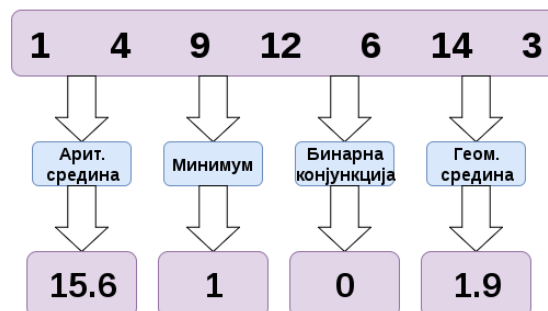 1 4 9 12 6 14 3
Арит.
средина
Минимум
Бинарна
конјункција
Геом.
средина
15.6 1 0 1.9